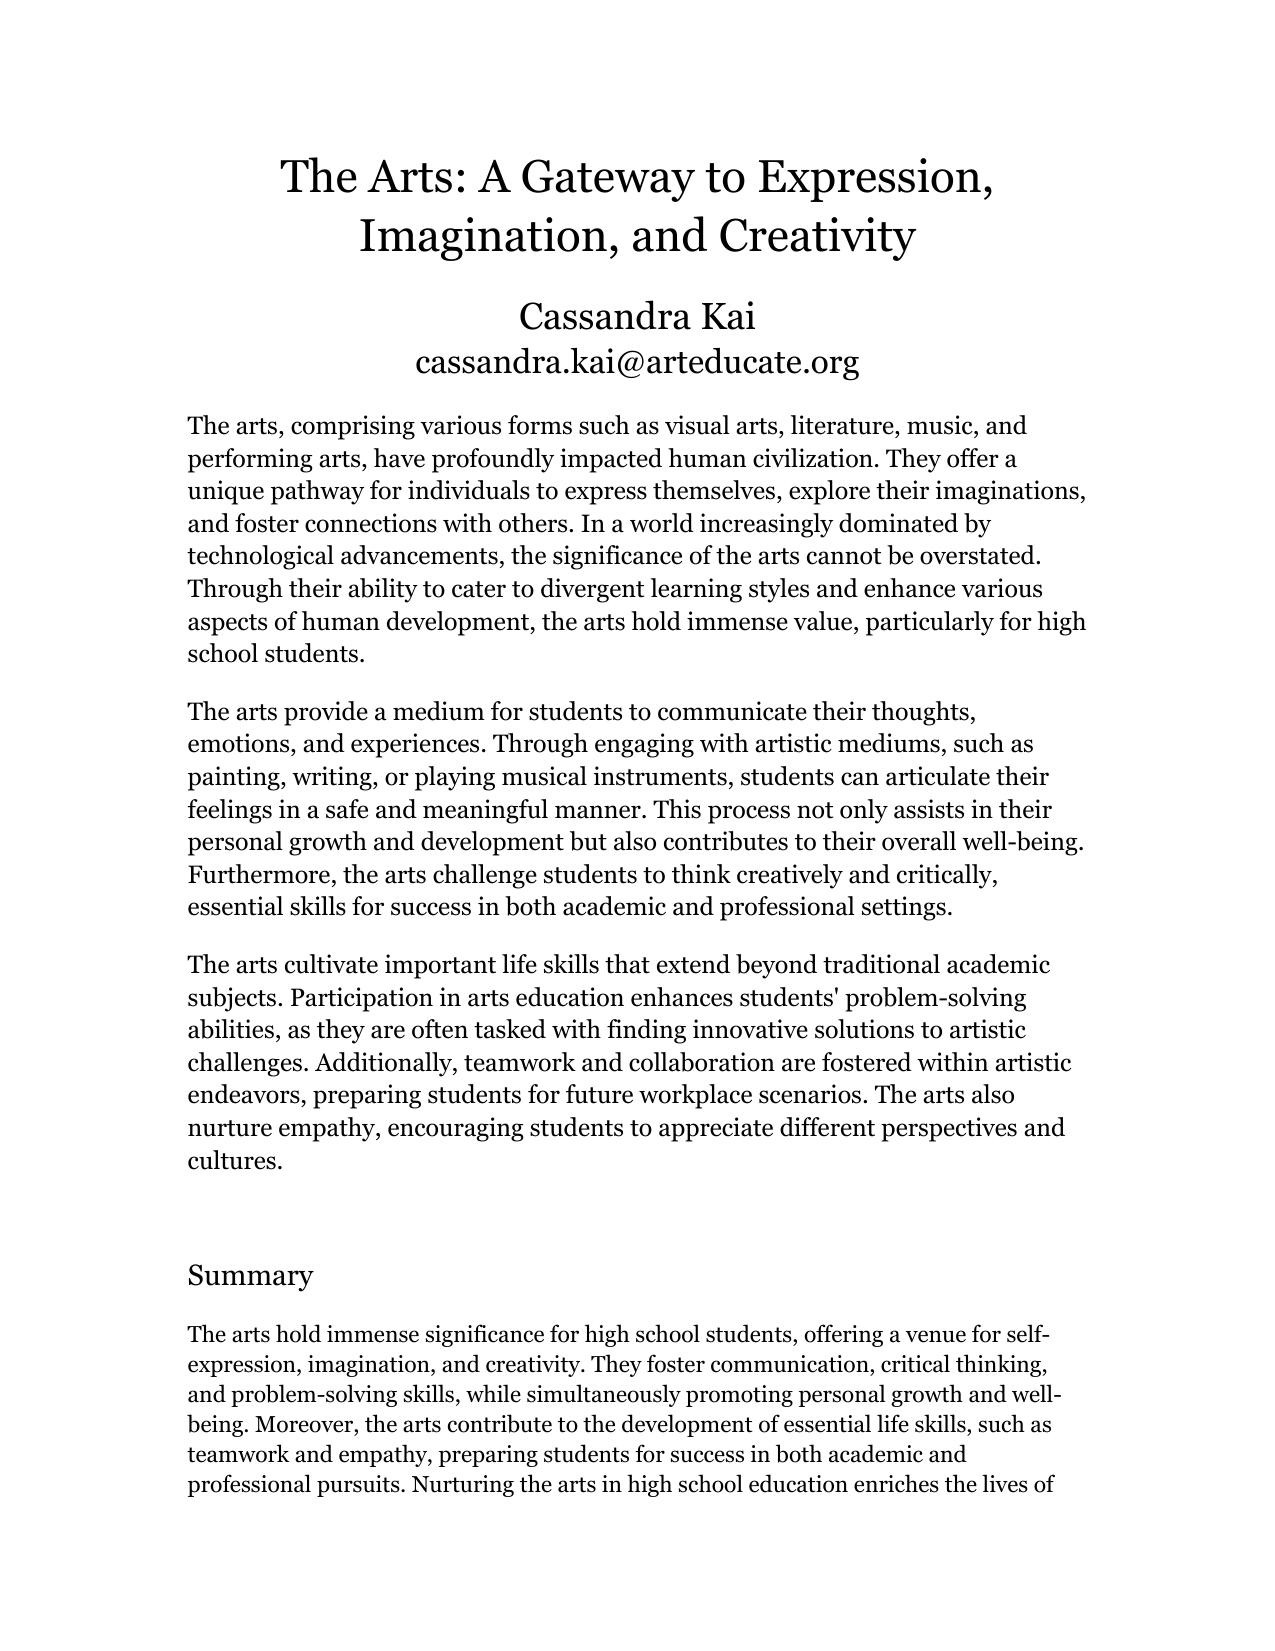 The Arts: A Gateway to Expression,
Imagination, and Creativity
Cassandra Kai
cassandra.kai@arteducate.org
The arts, comprising various forms such as visual arts, literature, music, and
performing arts, have profoundly impacted human civilization. They offer a
unique pathway for individuals to express themselves, explore their imaginations,
and foster connections with others. In a world increasingly dominated by
technological advancements, the significance of the arts cannot be overstated.
Through their ability to cater to divergent learning styles and enhance various
aspects of human development, the arts hold immense value, particularly for high
school students.
The arts provide a medium for students to communicate their thoughts,
emotions, and experiences. Through engaging with artistic mediums, such as
painting, writing, or playing musical instruments, students can articulate their
feelings in a safe and meaningful manner. This process not only assists in their
personal growth and development but also contributes to their overall well-being.
Furthermore, the arts challenge students to think creatively and critically,
essential skills for success in both academic and professional settings.
The arts cultivate important life skills that extend beyond traditional academic
subjects. Participation in arts education enhances students' problem-solving
abilities, as they are often tasked with finding innovative solutions to artistic
challenges. Additionally, teamwork and collaboration are fostered within artistic
endeavors, preparing students for future workplace scenarios. The arts also
nurture empathy, encouraging students to appreciate different perspectives and
cultures.
Summary
The arts hold immense significance for high school students, offering a venue for self-
expression, imagination, and creativity. They foster communication, critical thinking,
and problem-solving skills, while simultaneously promoting personal growth and well-
being. Moreover, the arts contribute to the development of essential life skills, such as
teamwork and empathy, preparing students for success in both academic and
professional pursuits. Nurturing the arts in high school education enriches the lives of